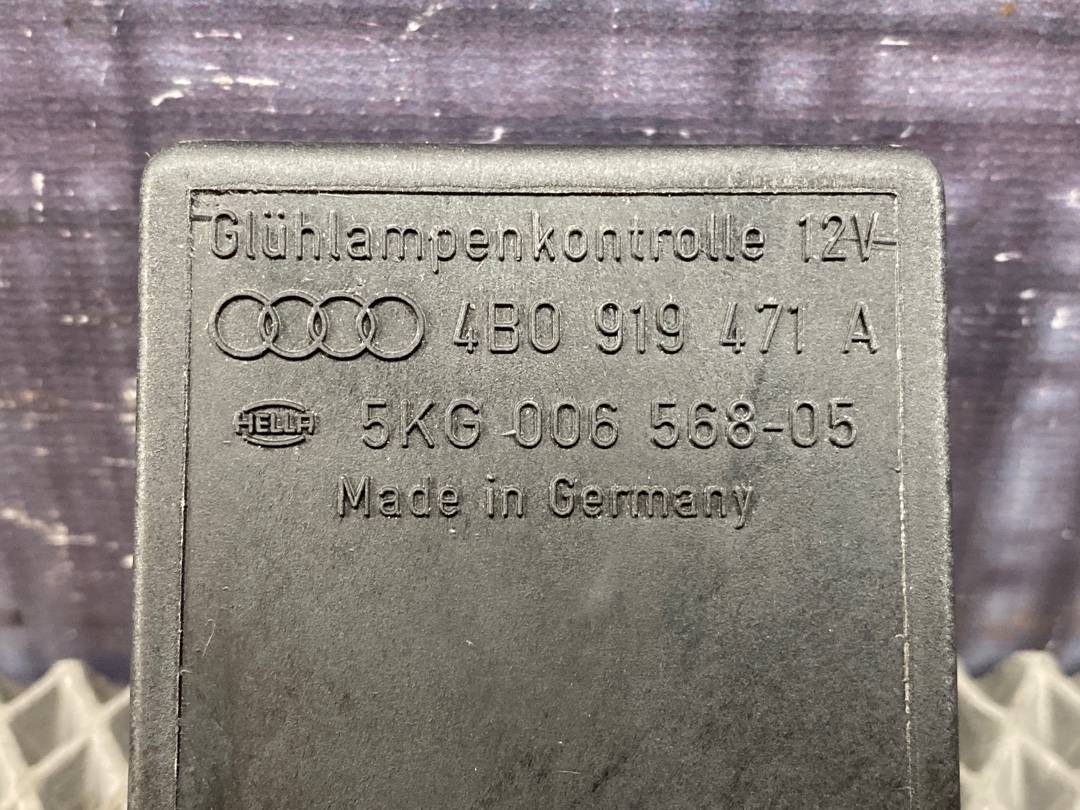 Glühlampenkontrolle 12V
4B0 919 471 A
HELLA 5KG 006 568-05
Made in Germany